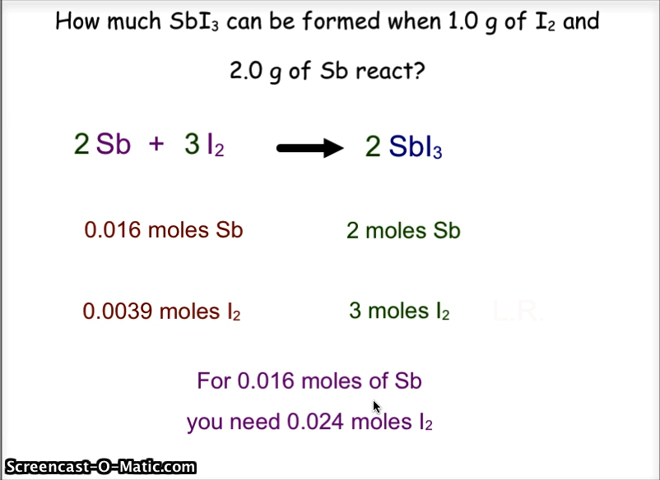 How much SbI₃ can be formed when 1.0 g of I₂ and
2.0 g of Sb react?
2 Sb + 3 I₂ → 2 SbI₃
0.016 moles Sb 2 moles Sb
0.0039 moles I₂ 3 moles I₂ L.R.
For 0.016 moles of Sb
you need 0.024 moles I₂
Screencast-O-Matic.com